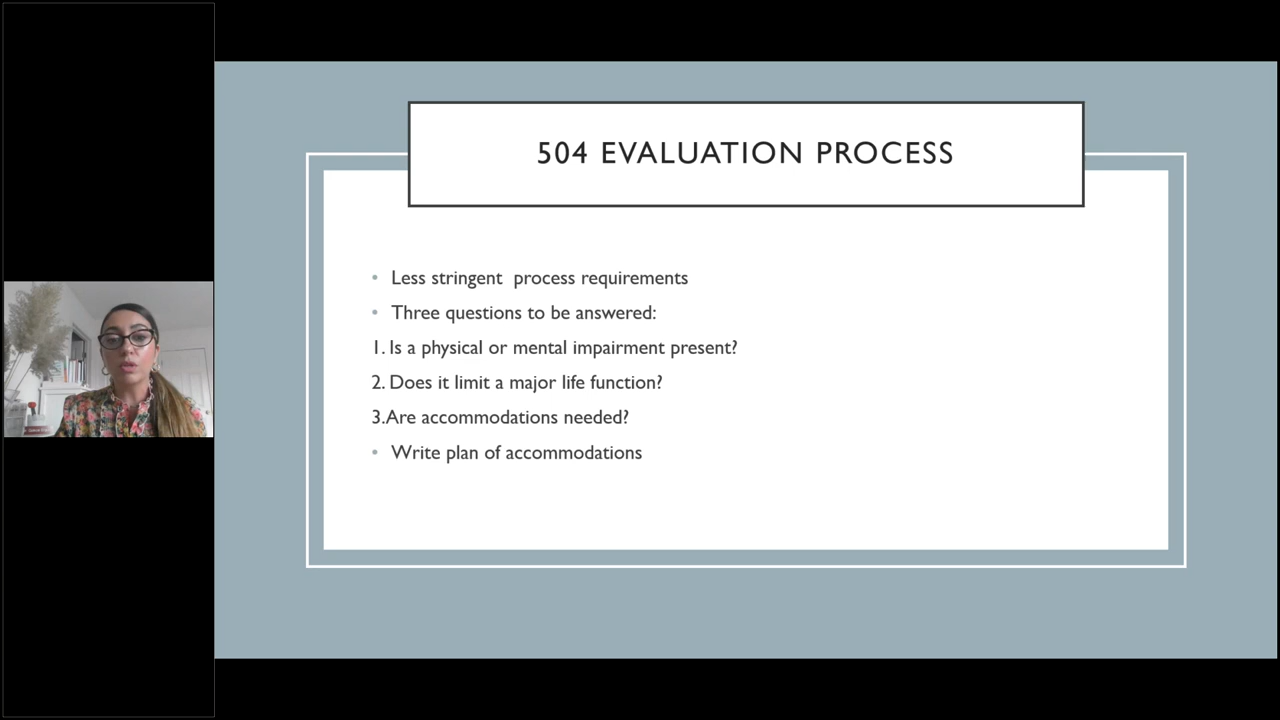 504 EVALUATION PROCESS
• Less stringent  process requirements
• Three questions to be answered:
1. Is a physical or mental impairment present?
2. Does it limit a major life function?
3.Are accommodations needed?
• Write plan of accommodations